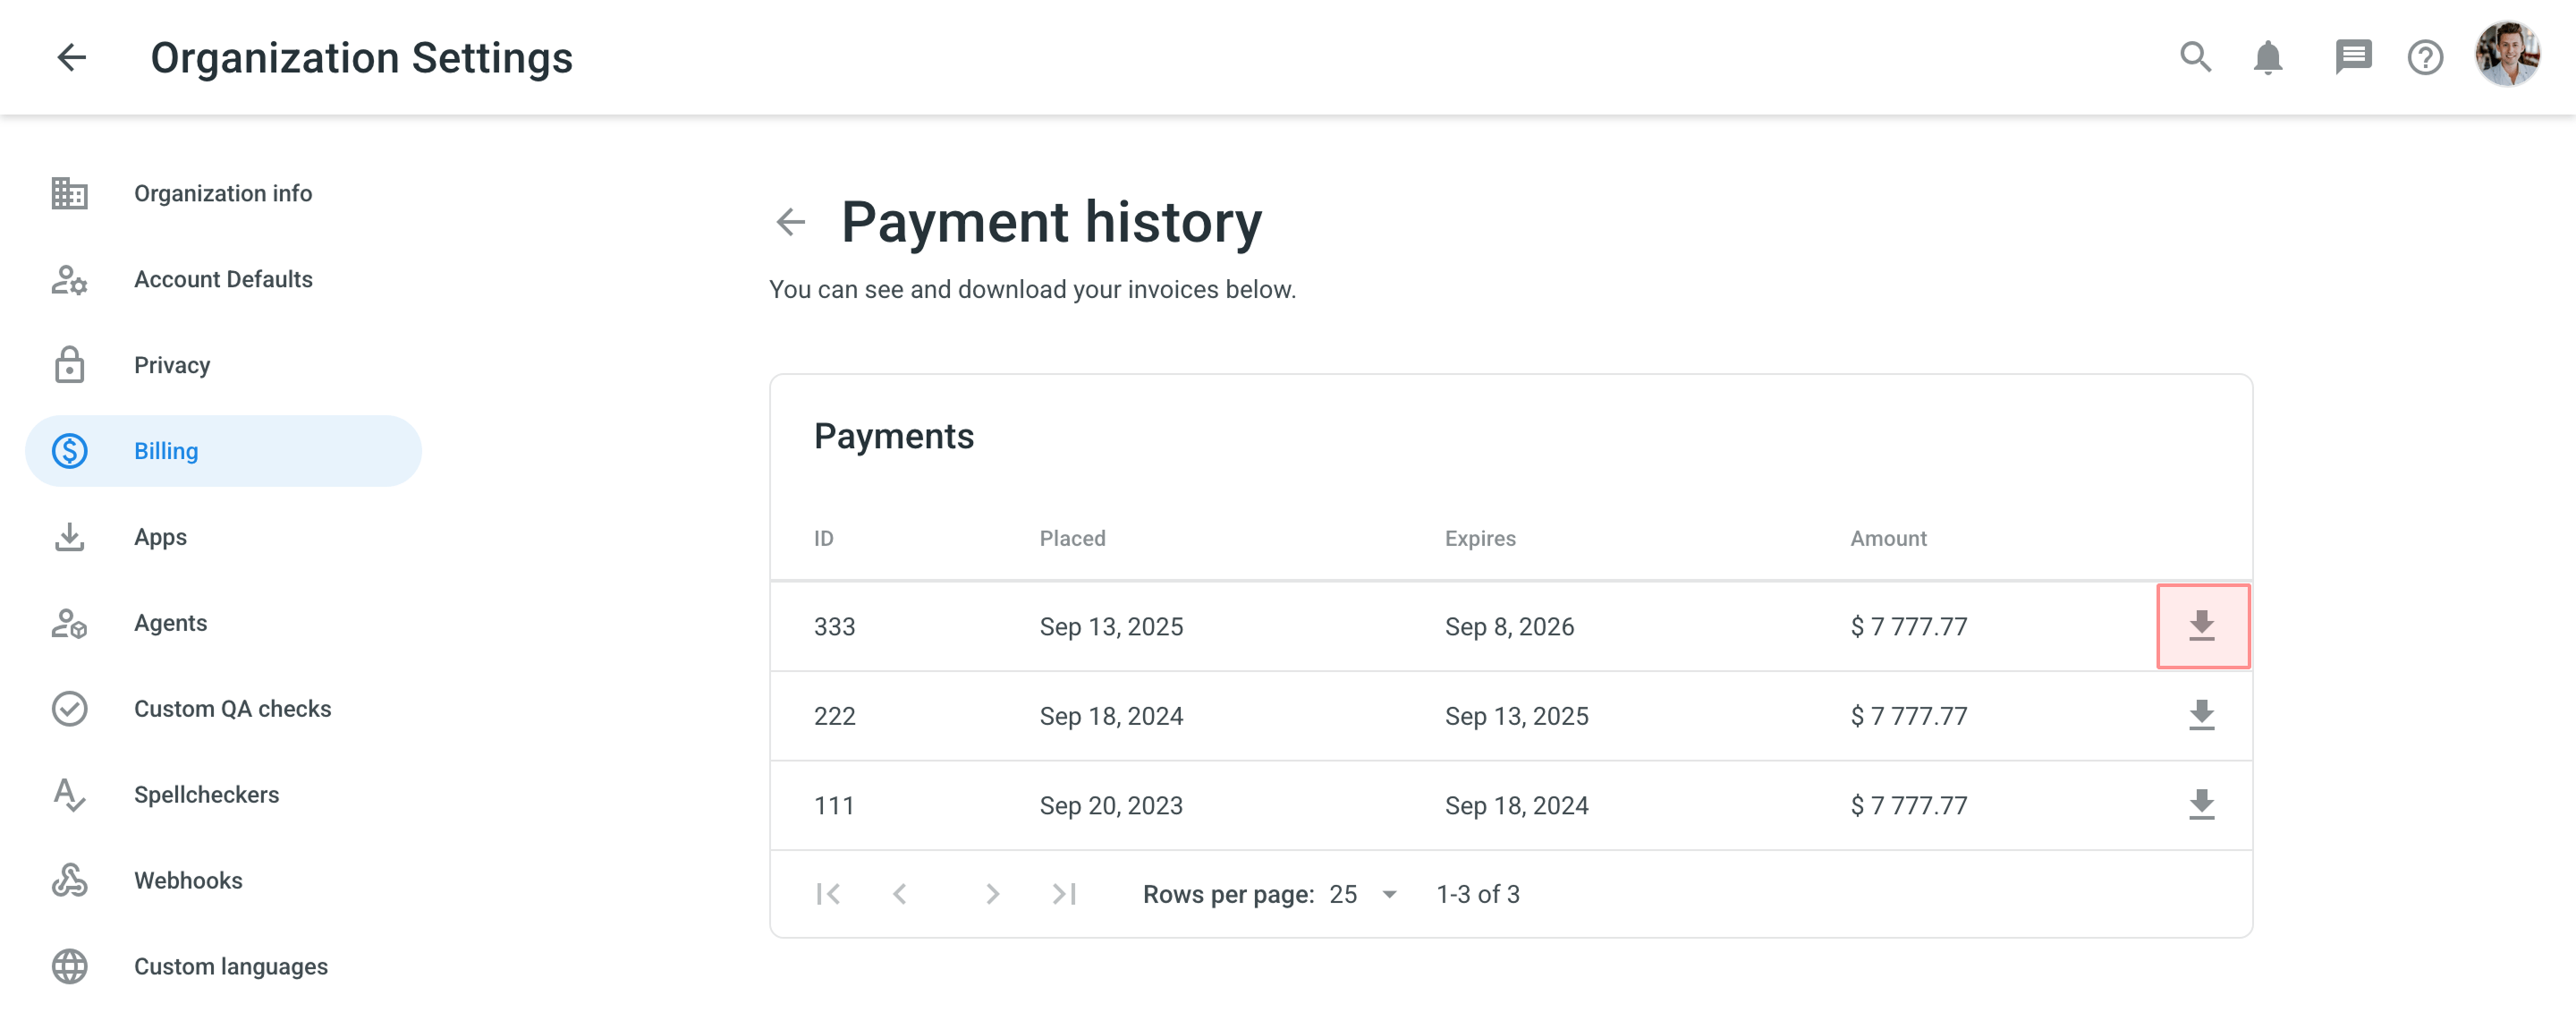 Organization Settings
Organization info
Account Defaults
Privacy
Billing
Apps
Agents
Custom QA checks
Spellcheckers
Webhooks
Custom languages
Payment history
You can see and download your invoices below.
Payments
ID Placed Expires Amount
333 Sep 13, 2025 Sep 8, 2026 $ 7 777.77
222 Sep 18, 2024 Sep 13, 2025 $ 7 777.77
111 Sep 20, 2023 Sep 18, 2024 $ 7 777.77
Rows per page: 25 1-3 of 3